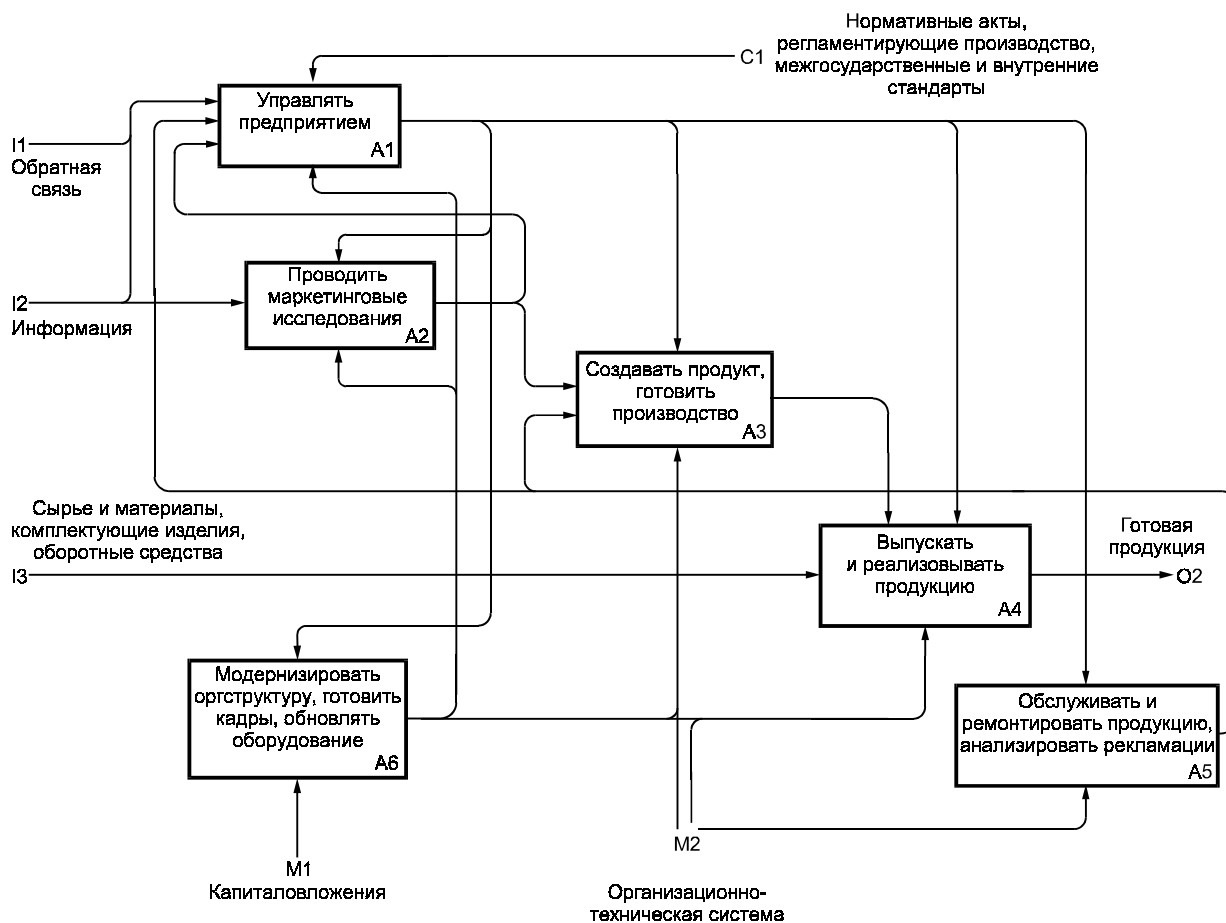 Нормативные акты,
регламентирующие производство,
межгосударственные и внутренние
стандарты
C1
Управлять
предприятием
A1
I1
Обратная
связь
Проводить
маркетинговые
исследования
A2
I2
Информация
Создавать продукт,
готовить
производство
A3
Сырье и материалы,
комплектующие изделия,
оборотные средства
I3
Выпускать
и реализовывать
продукцию
A4
Готовая
продукция
O2
Модернизировать
оргструктуру, готовить
кадры, обновлять
оборудование
A6
Обслуживать и
ремонтировать продукцию,
анализировать рекламации
A5
M1
Капиталовложения
M2
Организационно-
техническая система